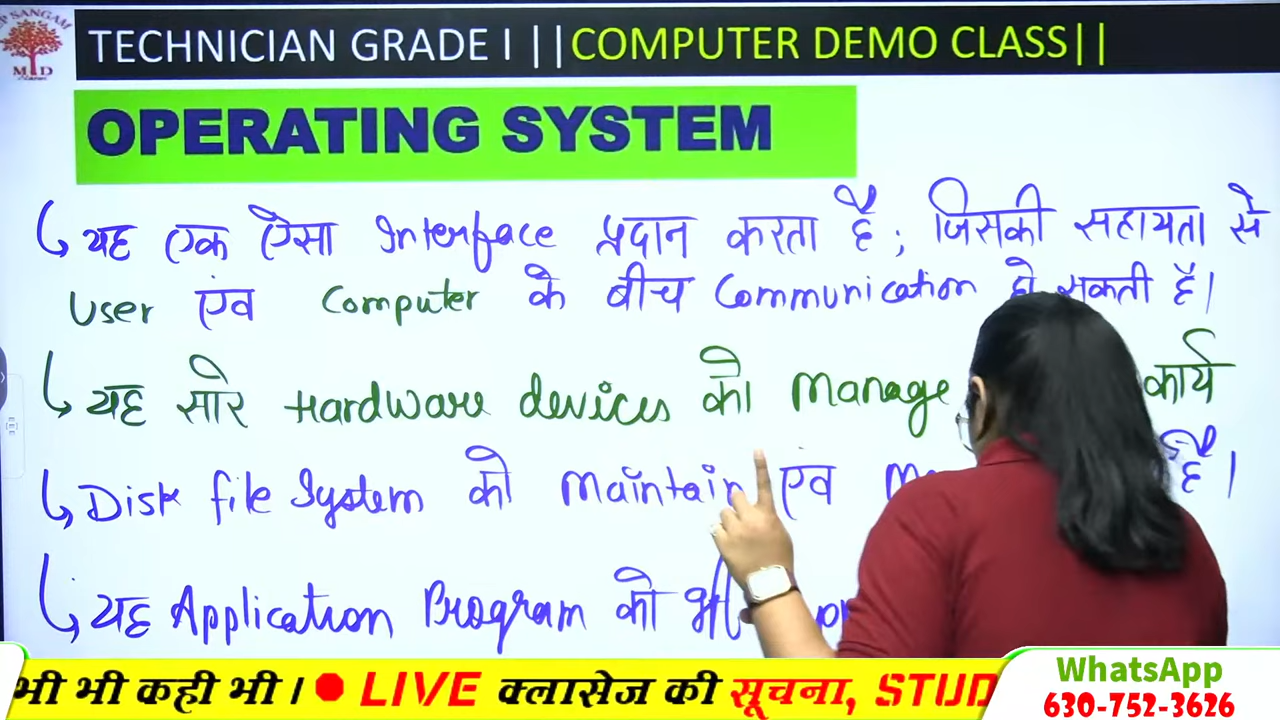 SANGAM
M D
TECHNICIAN GRADE I ||COMPUTER DEMO CLASS||
OPERATING SYSTEM
यह एक ऐसा Interface प्रदान करता है, जिसकी सहायता से
User एंव Computer के बीच Communication हो सकती है।
यह सारे Hardware devices को Manage कार्य
Disk file System को Maintain एंव है।
यह Application Program को भी
भी भी कही भी। LIVE क्लासेज की सूचना, STUD
WhatsApp
630-752-3626